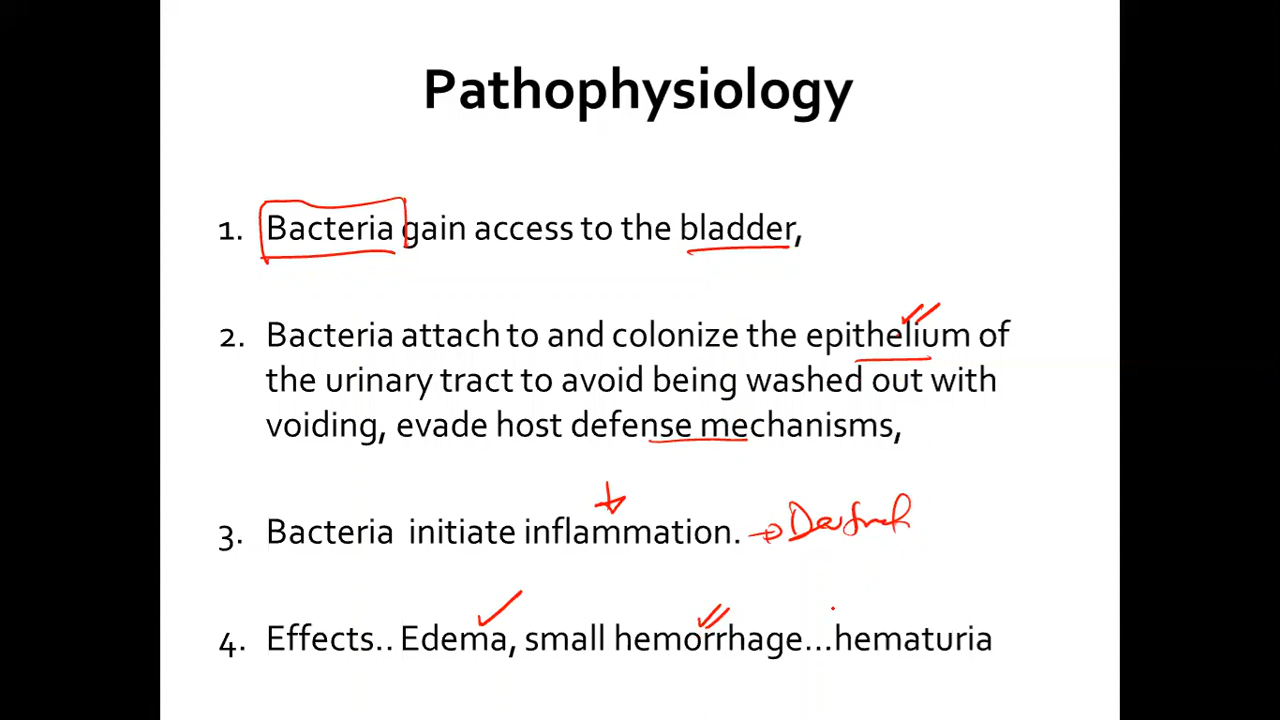 Pathophysiology
1. Bacteria gain access to the bladder,
2. Bacteria attach to and colonize the epithelium of
the urinary tract to avoid being washed out with
voiding, evade host defense mechanisms,
3. Bacteria initiate inflammation.
4. Effects.. Edema, small hemorrhage...hematuria